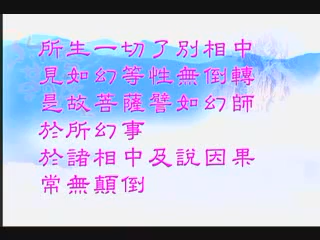 所生一切了別相中
見如幻等性無倒轉
是故菩薩譬如幻師
於所幻事
於諸相中及說因果
常無顛倒